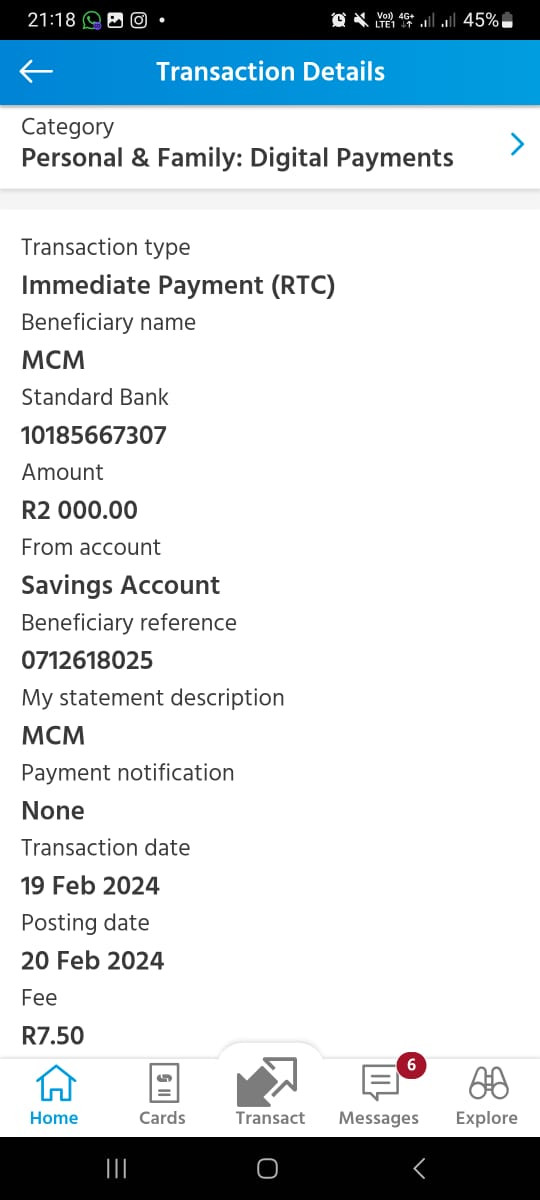 21:18 Vo)) 4G+ LTE1 45%
Transaction Details
Category
Personal & Family: Digital Payments
Transaction type
Immediate Payment (RTC)
Beneficiary name
MCM
Standard Bank
10185667307
Amount
R2 000.00
From account
Savings Account
Beneficiary reference
0712618025
My statement description
MCM
Payment notification
None
Transaction date
19 Feb 2024
Posting date
20 Feb 2024
Fee
R7.50
6
Home Cards Transact Messages Explore